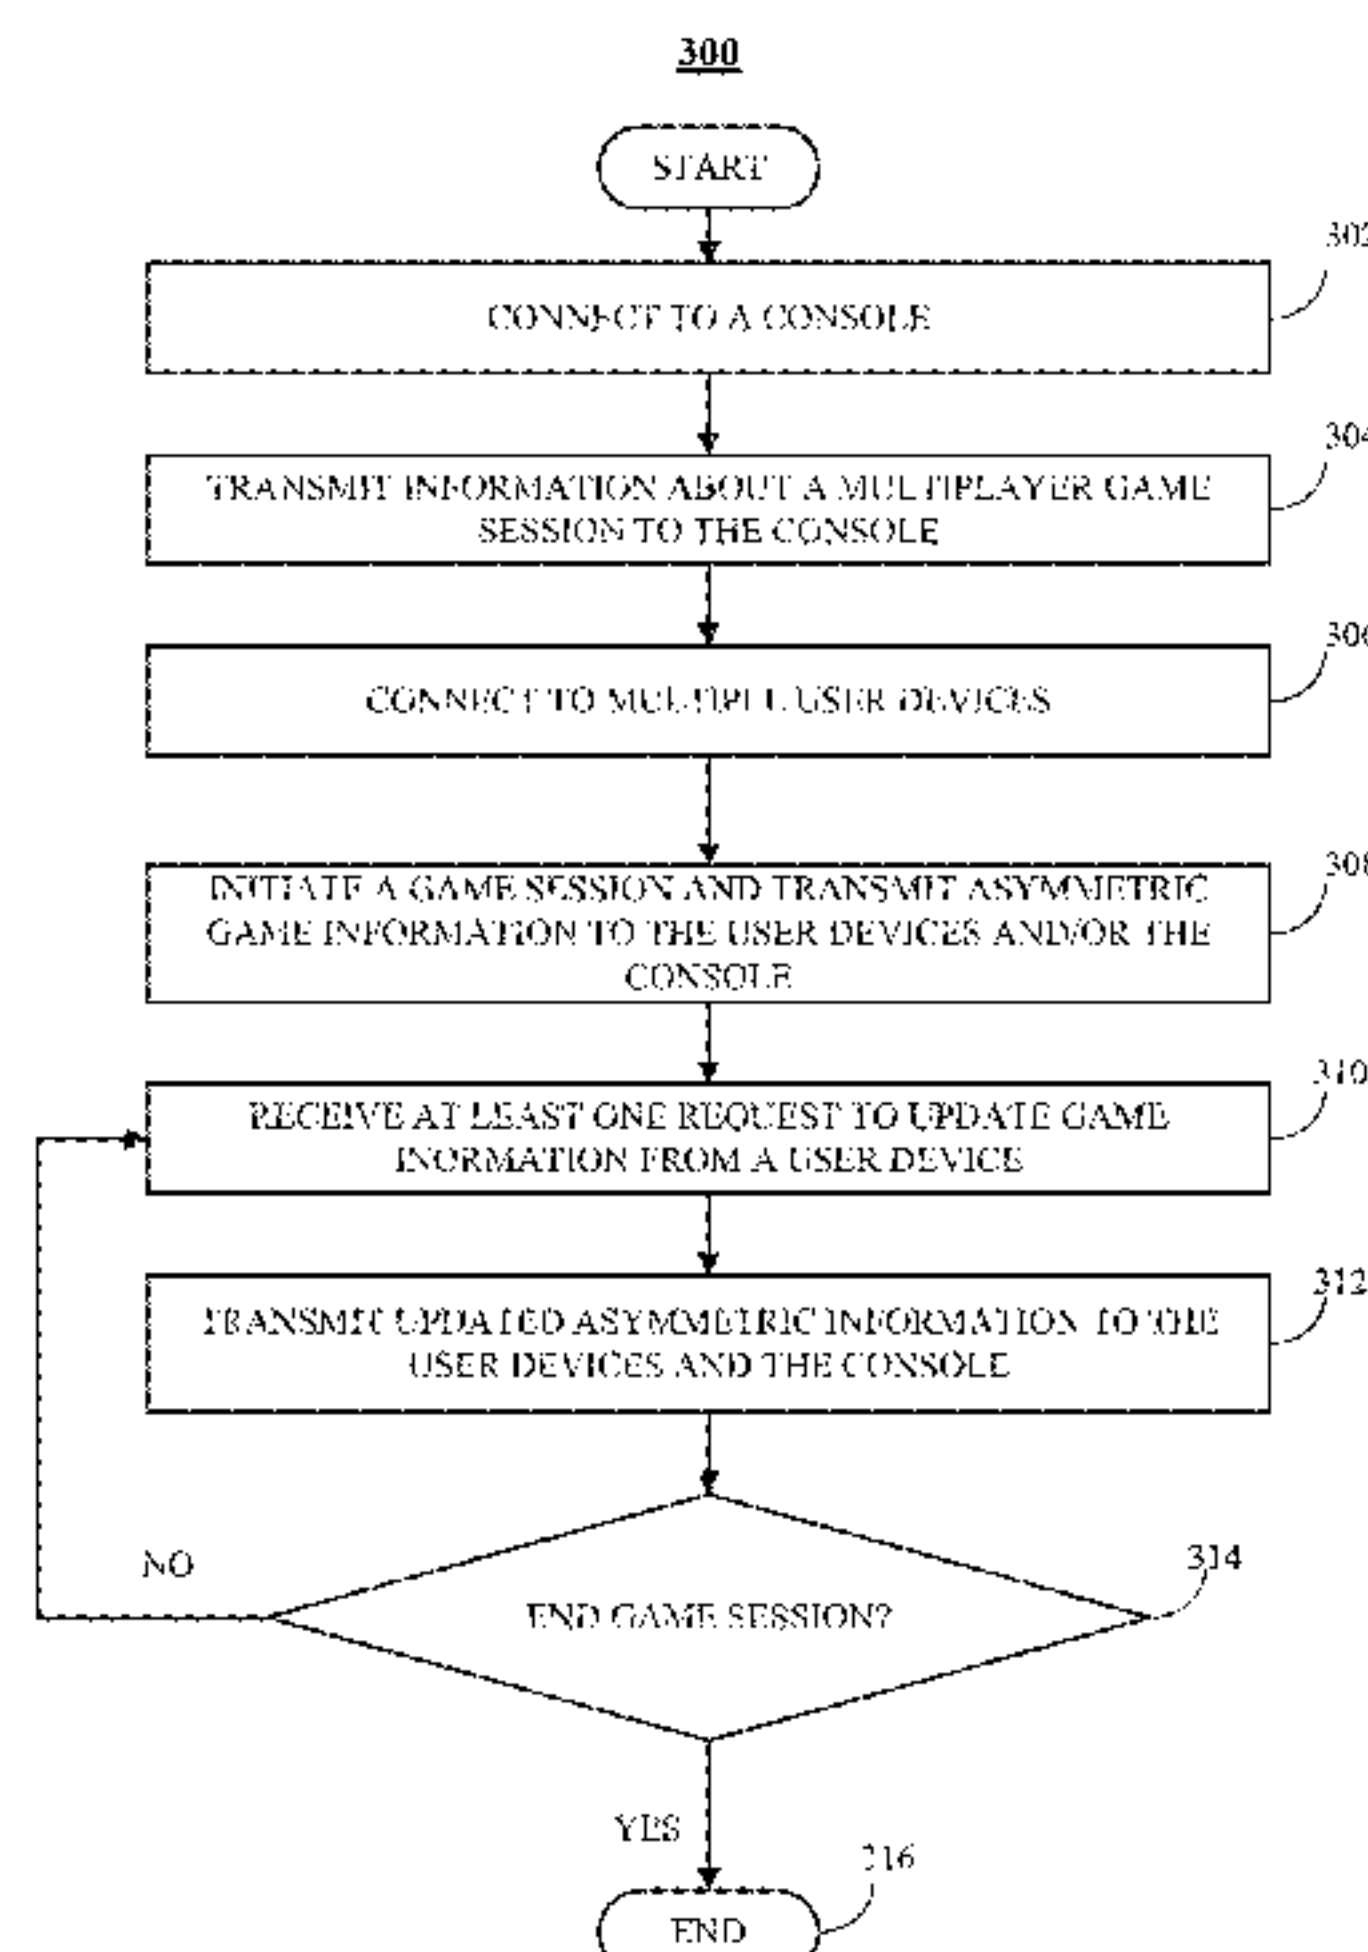 300
START
302
CONNECT TO A CONSOLE
304
TRANSMIT INFORMATION ABOUT A MULTIPLAYER GAME
SESSION TO THE CONSOLE
306
CONNECT TO MULTIPLE USER DEVICES
308
INITIATE A GAME SESSION AND TRANSMIT ASYMMETRIC
GAME INFORMATION TO THE USER DEVICES AND/OR THE
CONSOLE
310
RECEIVE AT LEAST ONE REQUEST TO UPDATE GAME
INORMATION FROM A USER DEVICE
312
TRANSMIT UPDATED ASYMMETRIC INFORMATION TO THE
USER DEVICES AND THE CONSOLE
NO
314
END GAME SESSION?
YES
316
END